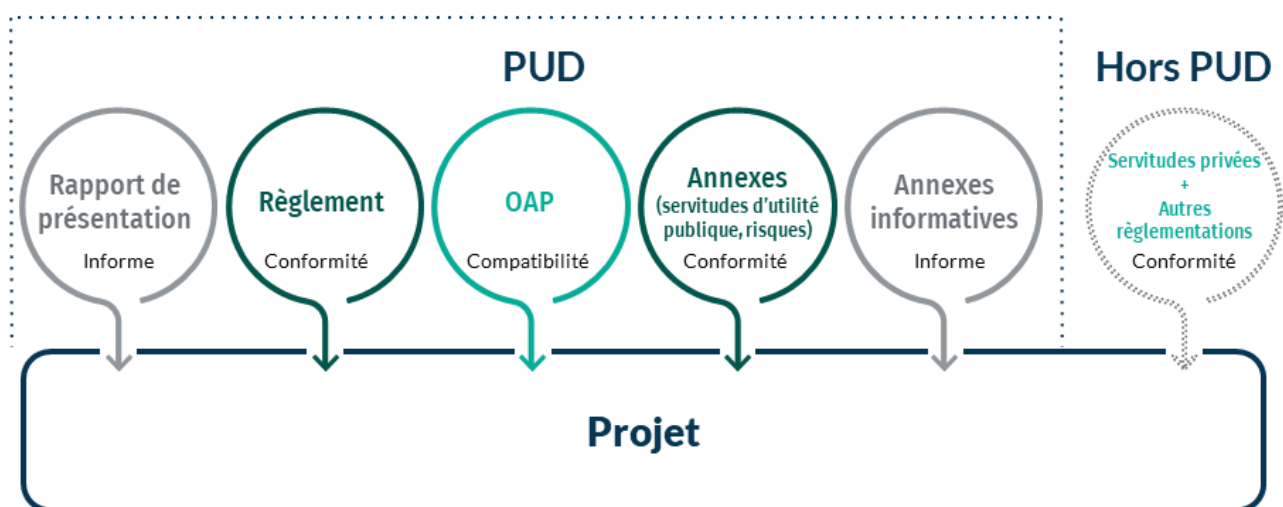 PUD
Hors PUD
Rapport de
présentation
Informe
Règlement
Conformité
OAP
Compatibilité
Annexes
(servitudes d'utilité
publique, risques)
Conformité
Annexes
informatives
Informe
Servitudes privées
+
Autres
règlementations
Conformité
Projet